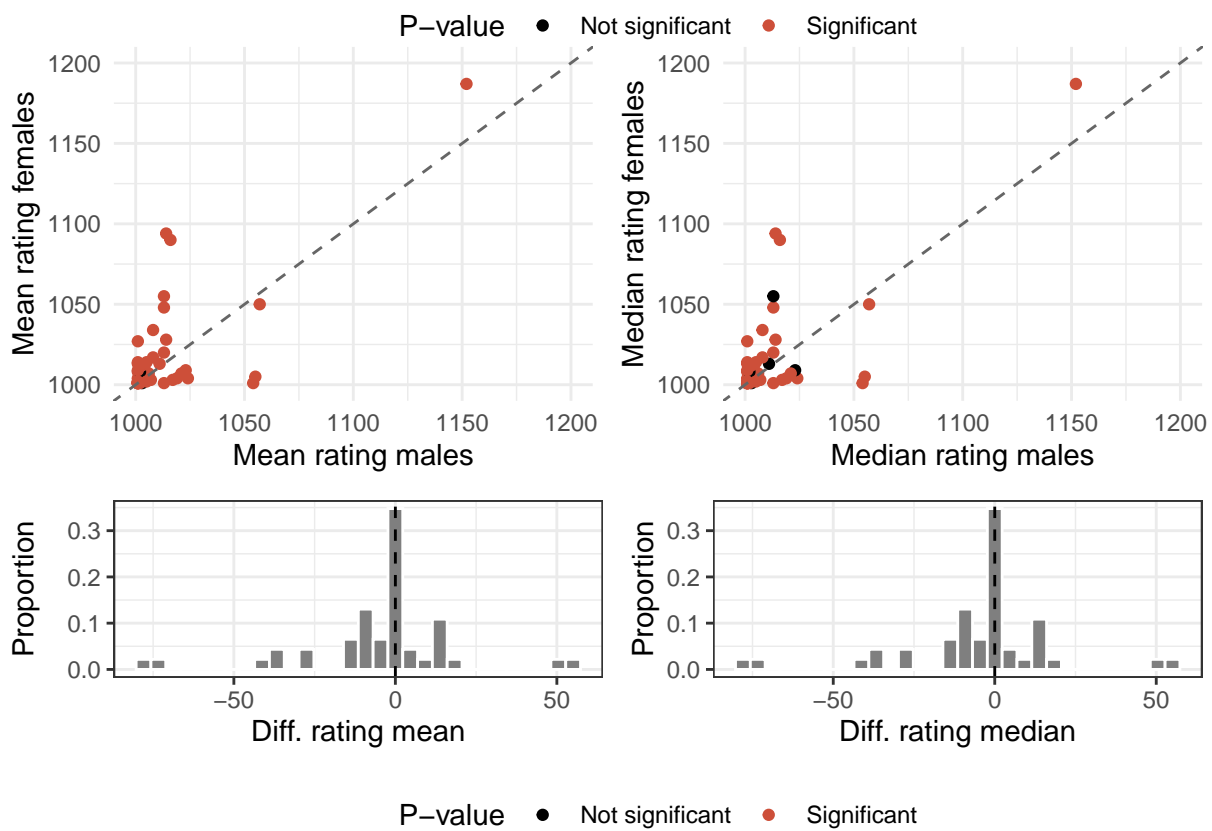 P−value Not significant Significant
1200
1150
1100
1050
1000
Mean rating females
1000 1050 1100 1150 1200
Mean rating males
1200
1150
1100
1050
1000
Median rating females
1000 1050 1100 1150 1200
Median rating males
0.3
0.2
0.1
0.0
Proportion
−50 0 50
Diff. rating mean
0.3
0.2
0.1
0.0
Proportion
−50 0 50
Diff. rating median
P−value Not significant Significant